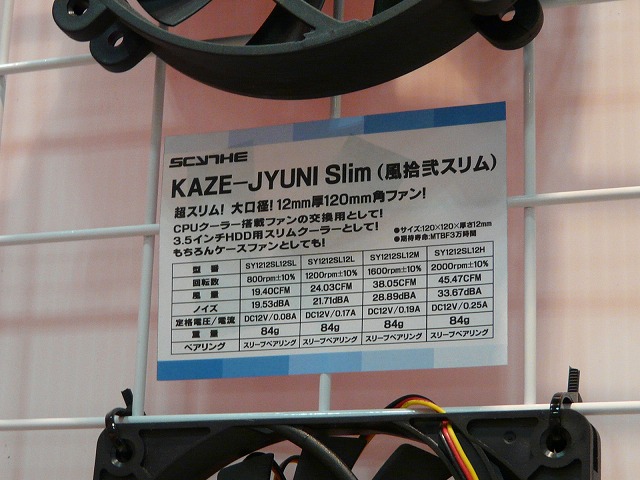 SCYTHE
KAZE-JYUNI Slim (風拾弐スリム)
超スリム! 大口径! 12mm厚120mm角ファン!
CPUクーラー搭載ファンの交換用として!
3.5インチHDD用スリムクーラーとして!
もちろんケースファンとしても!
●サイズ:120×120×厚さ12mm
●期待寿命:MTBF3万時間
型番 SY1212SL12SL SY1212SL12L SY1212SL12M SY1212SL12H
回転数 800rpm±10% 1200rpm±10% 1600rpm±10% 2000rpm±10%
風量 19.40CFM 24.03CFM 38.05CFM 45.47CFM
ノイズ 19.53dBA 21.71dBA 28.89dBA 33.67dBA
定格電圧/電流 DC12V/0.08A DC12V/0.17A DC12V/0.19A DC12V/0.25A
重量 84g 84g 84g 84g
ベアリング スリーブベアリング スリーブベアリング スリーブベアリング スリーブベアリング